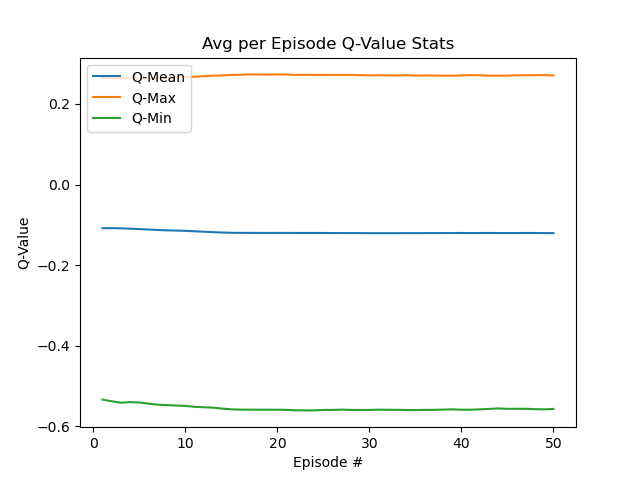 Avg per Episode Q-Value Stats
Q-Value
0.2
0.0
−0.2
−0.4
−0.6
Q-Mean
Q-Max
Q-Min
0 10 20 30 40 50
Episode #